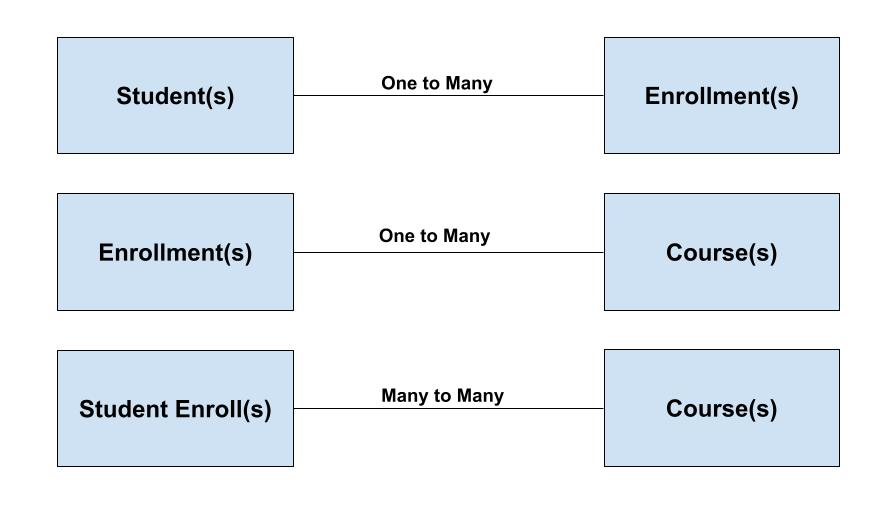 Student(s)
One to Many
Enrollment(s)
Enrollment(s)
One to Many
Course(s)
Student Enroll(s)
Many to Many
Course(s)